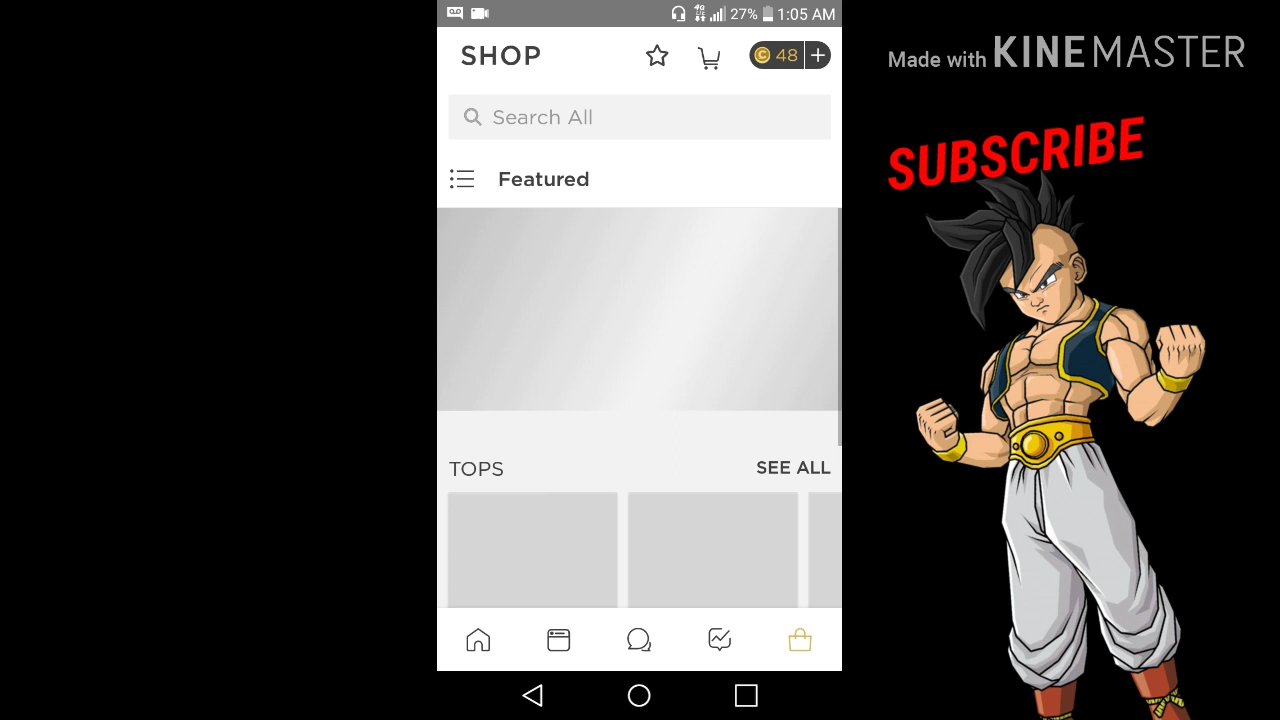 27% 1:05 AM
SHOP
48
Search All
Featured
TOPS
SEE ALL
Made with KINEMASTER
SUBSCRIBE